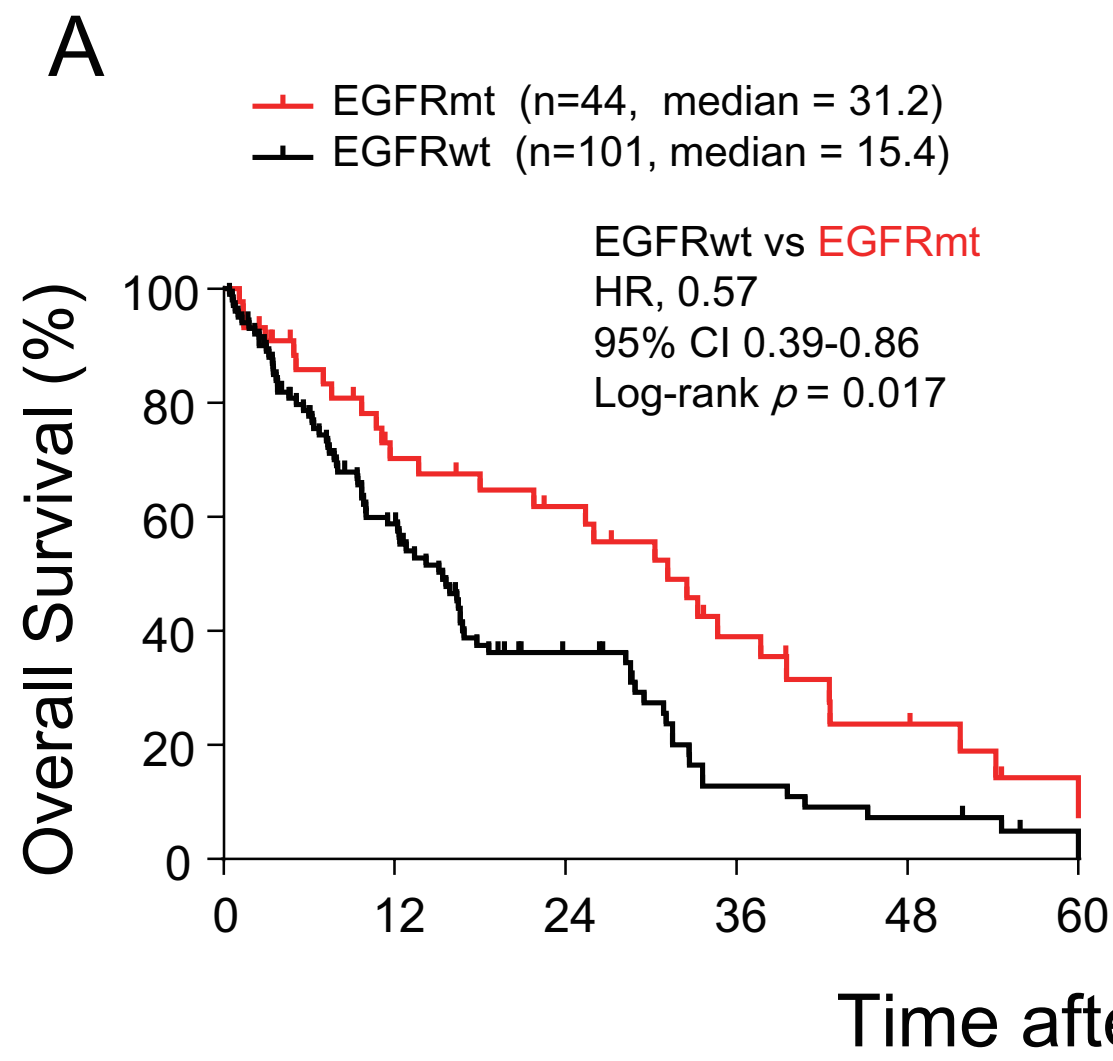 A
EGFRmt (n=44, median = 31.2)
EGFRwt (n=101, median = 15.4)
EGFRwt vs EGFRmt
HR, 0.57
95% CI 0.39-0.86
Log-rank p = 0.017
Overall Survival (%)
100
80
60
40
20
0
0 12 24 36 48 60
Time afte